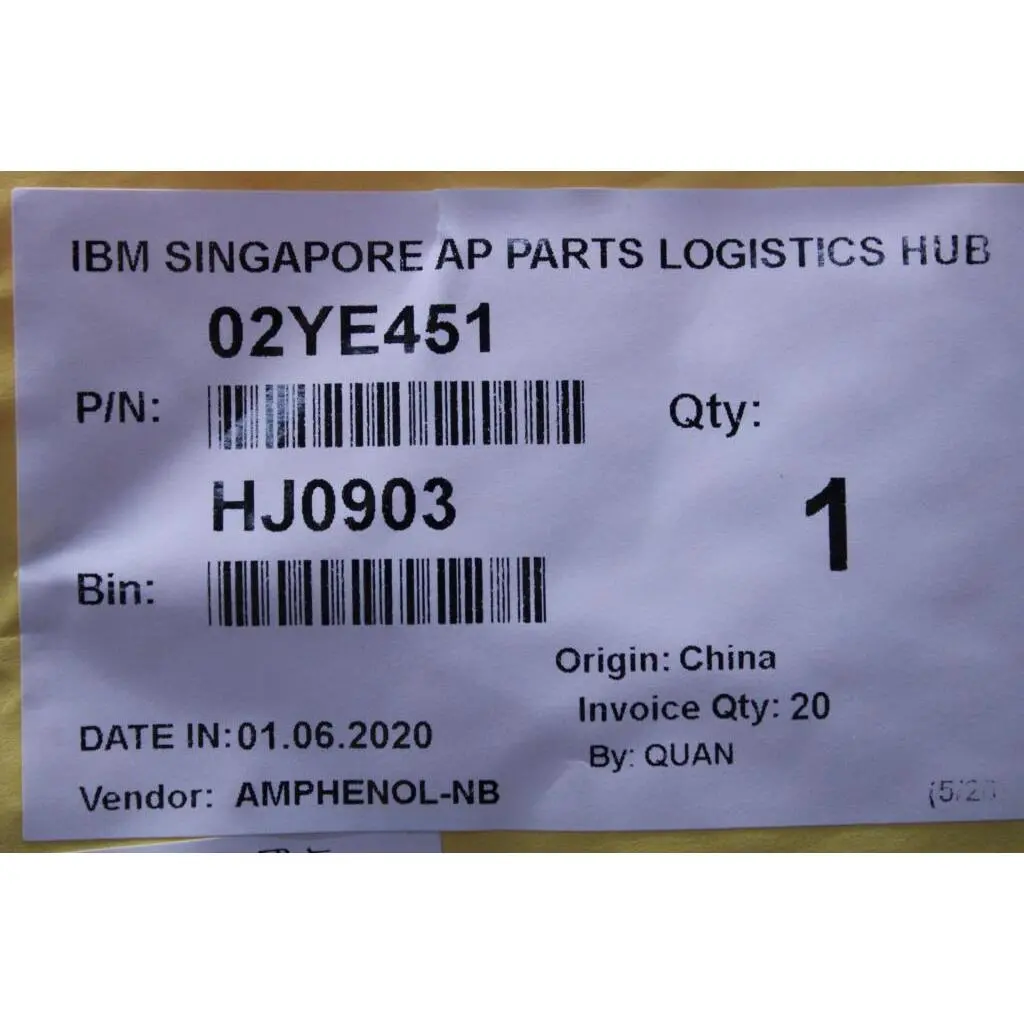 IBM SINGAPORE AP PARTS LOGISTICS HUB
02YE451
P/N:
Qty:
HJ0903
1
Bin:
Origin: China
Invoice Qty: 20
DATE IN:01.06.2020
By: QUAN
Vendor: AMPHENOL-NB